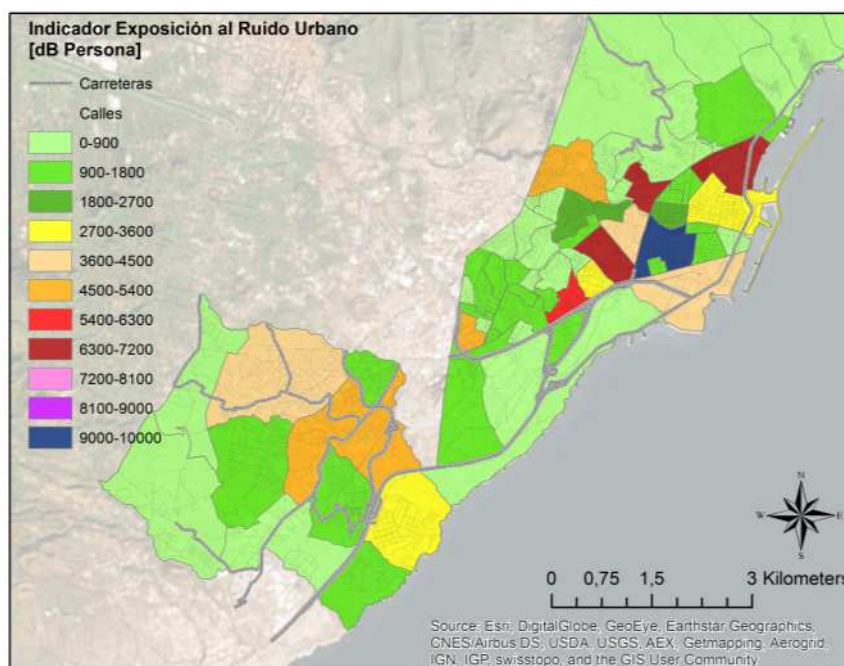 Indicador Exposición al Ruido Urbano
[dB Persona]
Carreteras
Calles
0-900
900-1800
1800-2700
2700-3600
3600-4500
4500-5400
5400-6300
6300-7200
7200-8100
8100-9000
9000-10000
N
W E
S
0 0,75 1,5 3 Kilometers
Source: Esri, DigitalGlobe, GeoEye, Earthstar Geographics,
CNES/Airbus DS, USDA, USGS, AEX, Getmapping, Aerogrid,
IGN, IGP, swisstopo, and the GIS User Community